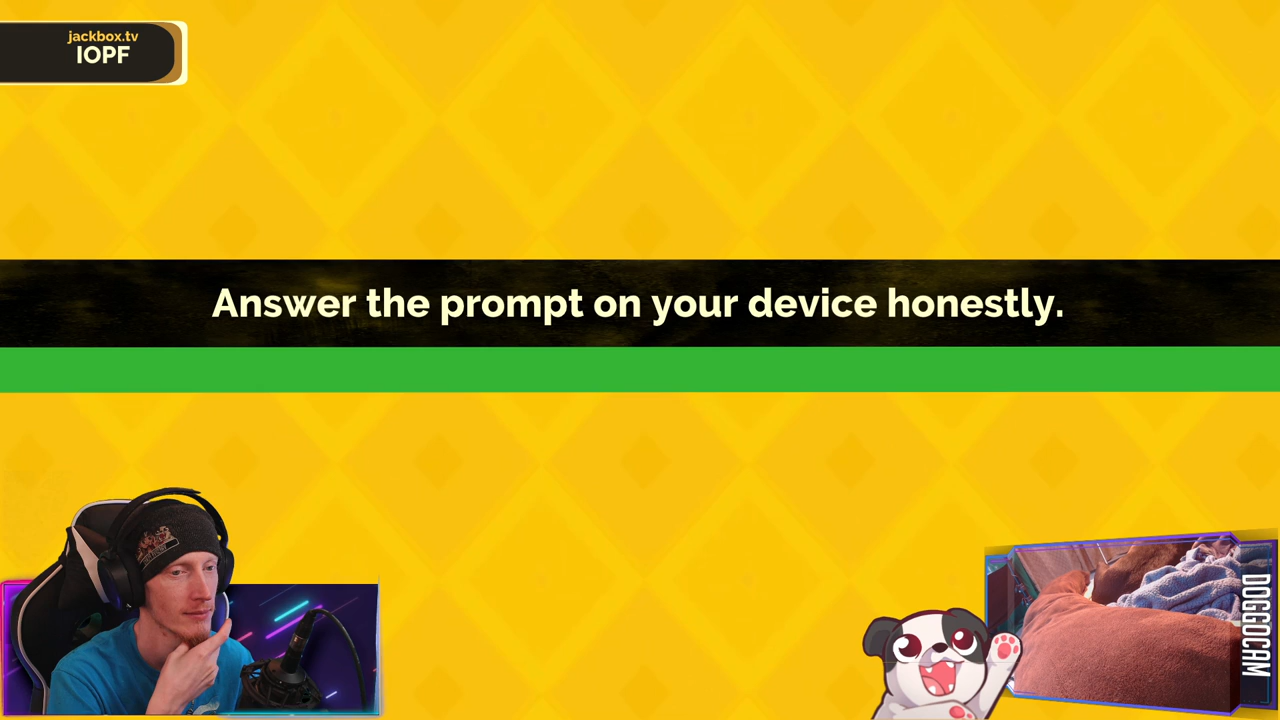 jackbox.tv
IOPF
Answer the prompt on your device honestly.
DOGGOCAM